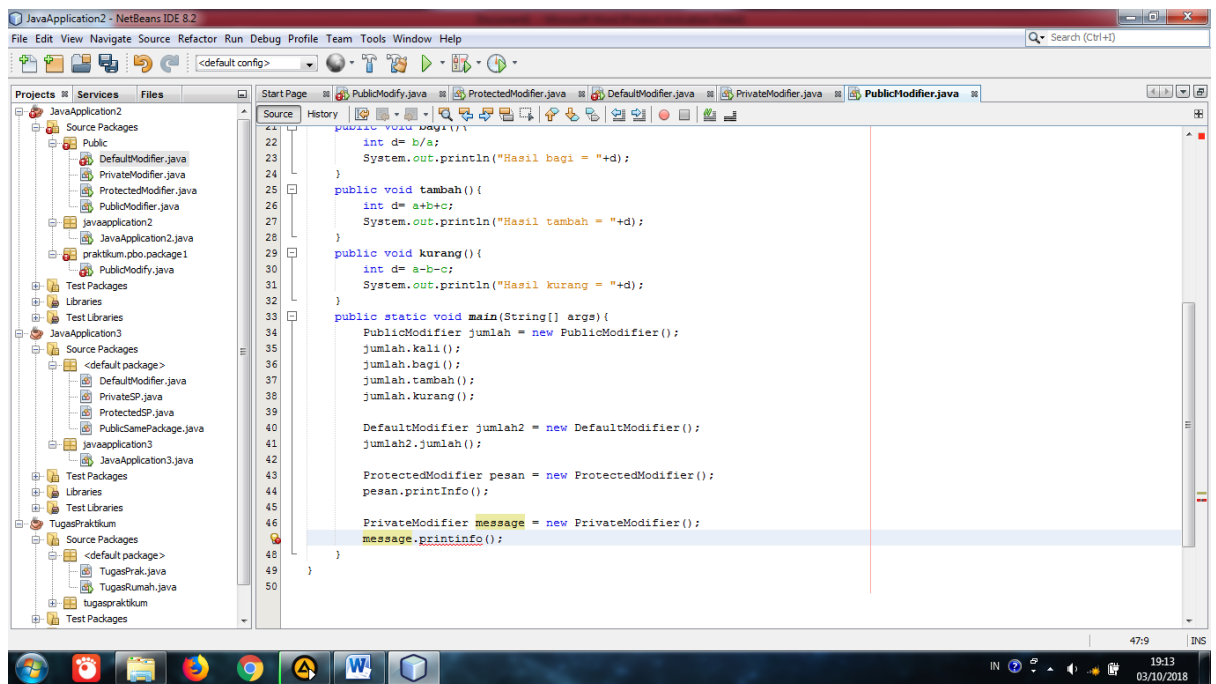 JavaApplication2 - NetBeans IDE 8.2
File Edit View Navigate Source Refactor Run Debug Profile Team Tools Window Help
Search (Ctrl+I)
<default config>
Projects Services Files
Start Page PublicModify.java ProtectedModifier.java DefaultModifier.java PrivateModifier.java PublicModifier.java
Source History
JavaApplication2
Source Packages
Public
DefaultModifier.java
PrivateModifier.java
ProtectedModifier.java
PublicModifier.java
javaapplication2
JavaApplication2.java
praktikum.pbo.package1
PublicModify.java
Test Packages
Libraries
Test Libraries
JavaApplication3
Source Packages
<default package>
DefaultModifier.java
PrivateSP.java
ProtectedSP.java
PublicSamePackage.java
javaapplication3
JavaApplication3.java
Test Packages
Libraries
Test Libraries
TugasPraktikum
Source Packages
<default package>
TugasPrak.java
TugasRumah.java
tugaspraktikum
Test Packages
21 public void bagi(){
22 int d= b/a;
23 System.out.println("Hasil bagi = "+d);
24 }
25 public void tambah(){
26 int d= a+b+c;
27 System.out.println("Hasil tambah = "+d);
28 }
29 public void kurang(){
30 int d= a-b-c;
31 System.out.println("Hasil kurang = "+d);
32 }
33 public static void main(String[] args){
34 PublicModifier jumlah = new PublicModifier();
35 jumlah.kali();
36 jumlah.bagi();
37 jumlah.tambah();
38 jumlah.kurang();
39
40 DefaultModifier jumlah2 = new DefaultModifier();
41 jumlah2.jumlah();
42
43 ProtectedModifier pesan = new ProtectedModifier();
44 pesan.printInfo();
45
46 PrivateModifier message = new PrivateModifier();
message.printinfo();
48 }
49 }
50
47:9 INS
IN
19:13
03/10/2018